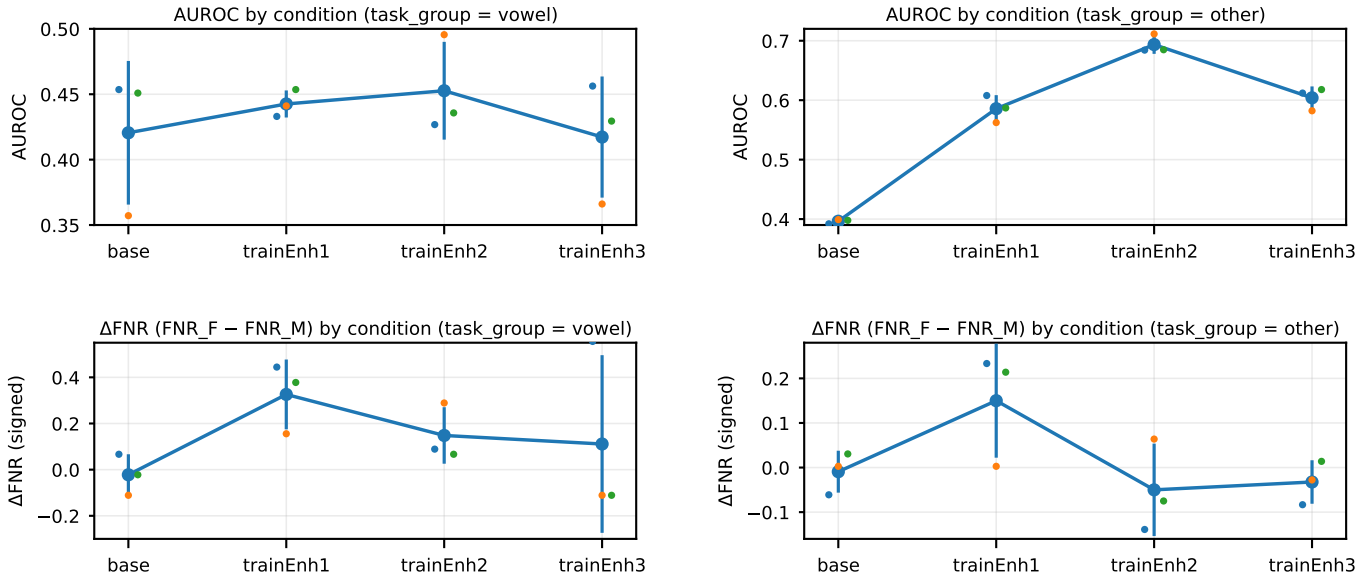 AUROC by condition (task_group = vowel)
AUROC
0.50
0.45
0.40
0.35
base trainEnh1 trainEnh2 trainEnh3
AUROC by condition (task_group = other)
AUROC
0.7
0.6
0.5
0.4
base trainEnh1 trainEnh2 trainEnh3
ΔFNR (FNR_F − FNR_M) by condition (task_group = vowel)
ΔFNR (signed)
0.4
0.2
0.0
−0.2
base trainEnh1 trainEnh2 trainEnh3
ΔFNR (FNR_F − FNR_M) by condition (task_group = other)
ΔFNR (signed)
0.2
0.1
0.0
−0.1
base trainEnh1 trainEnh2 trainEnh3